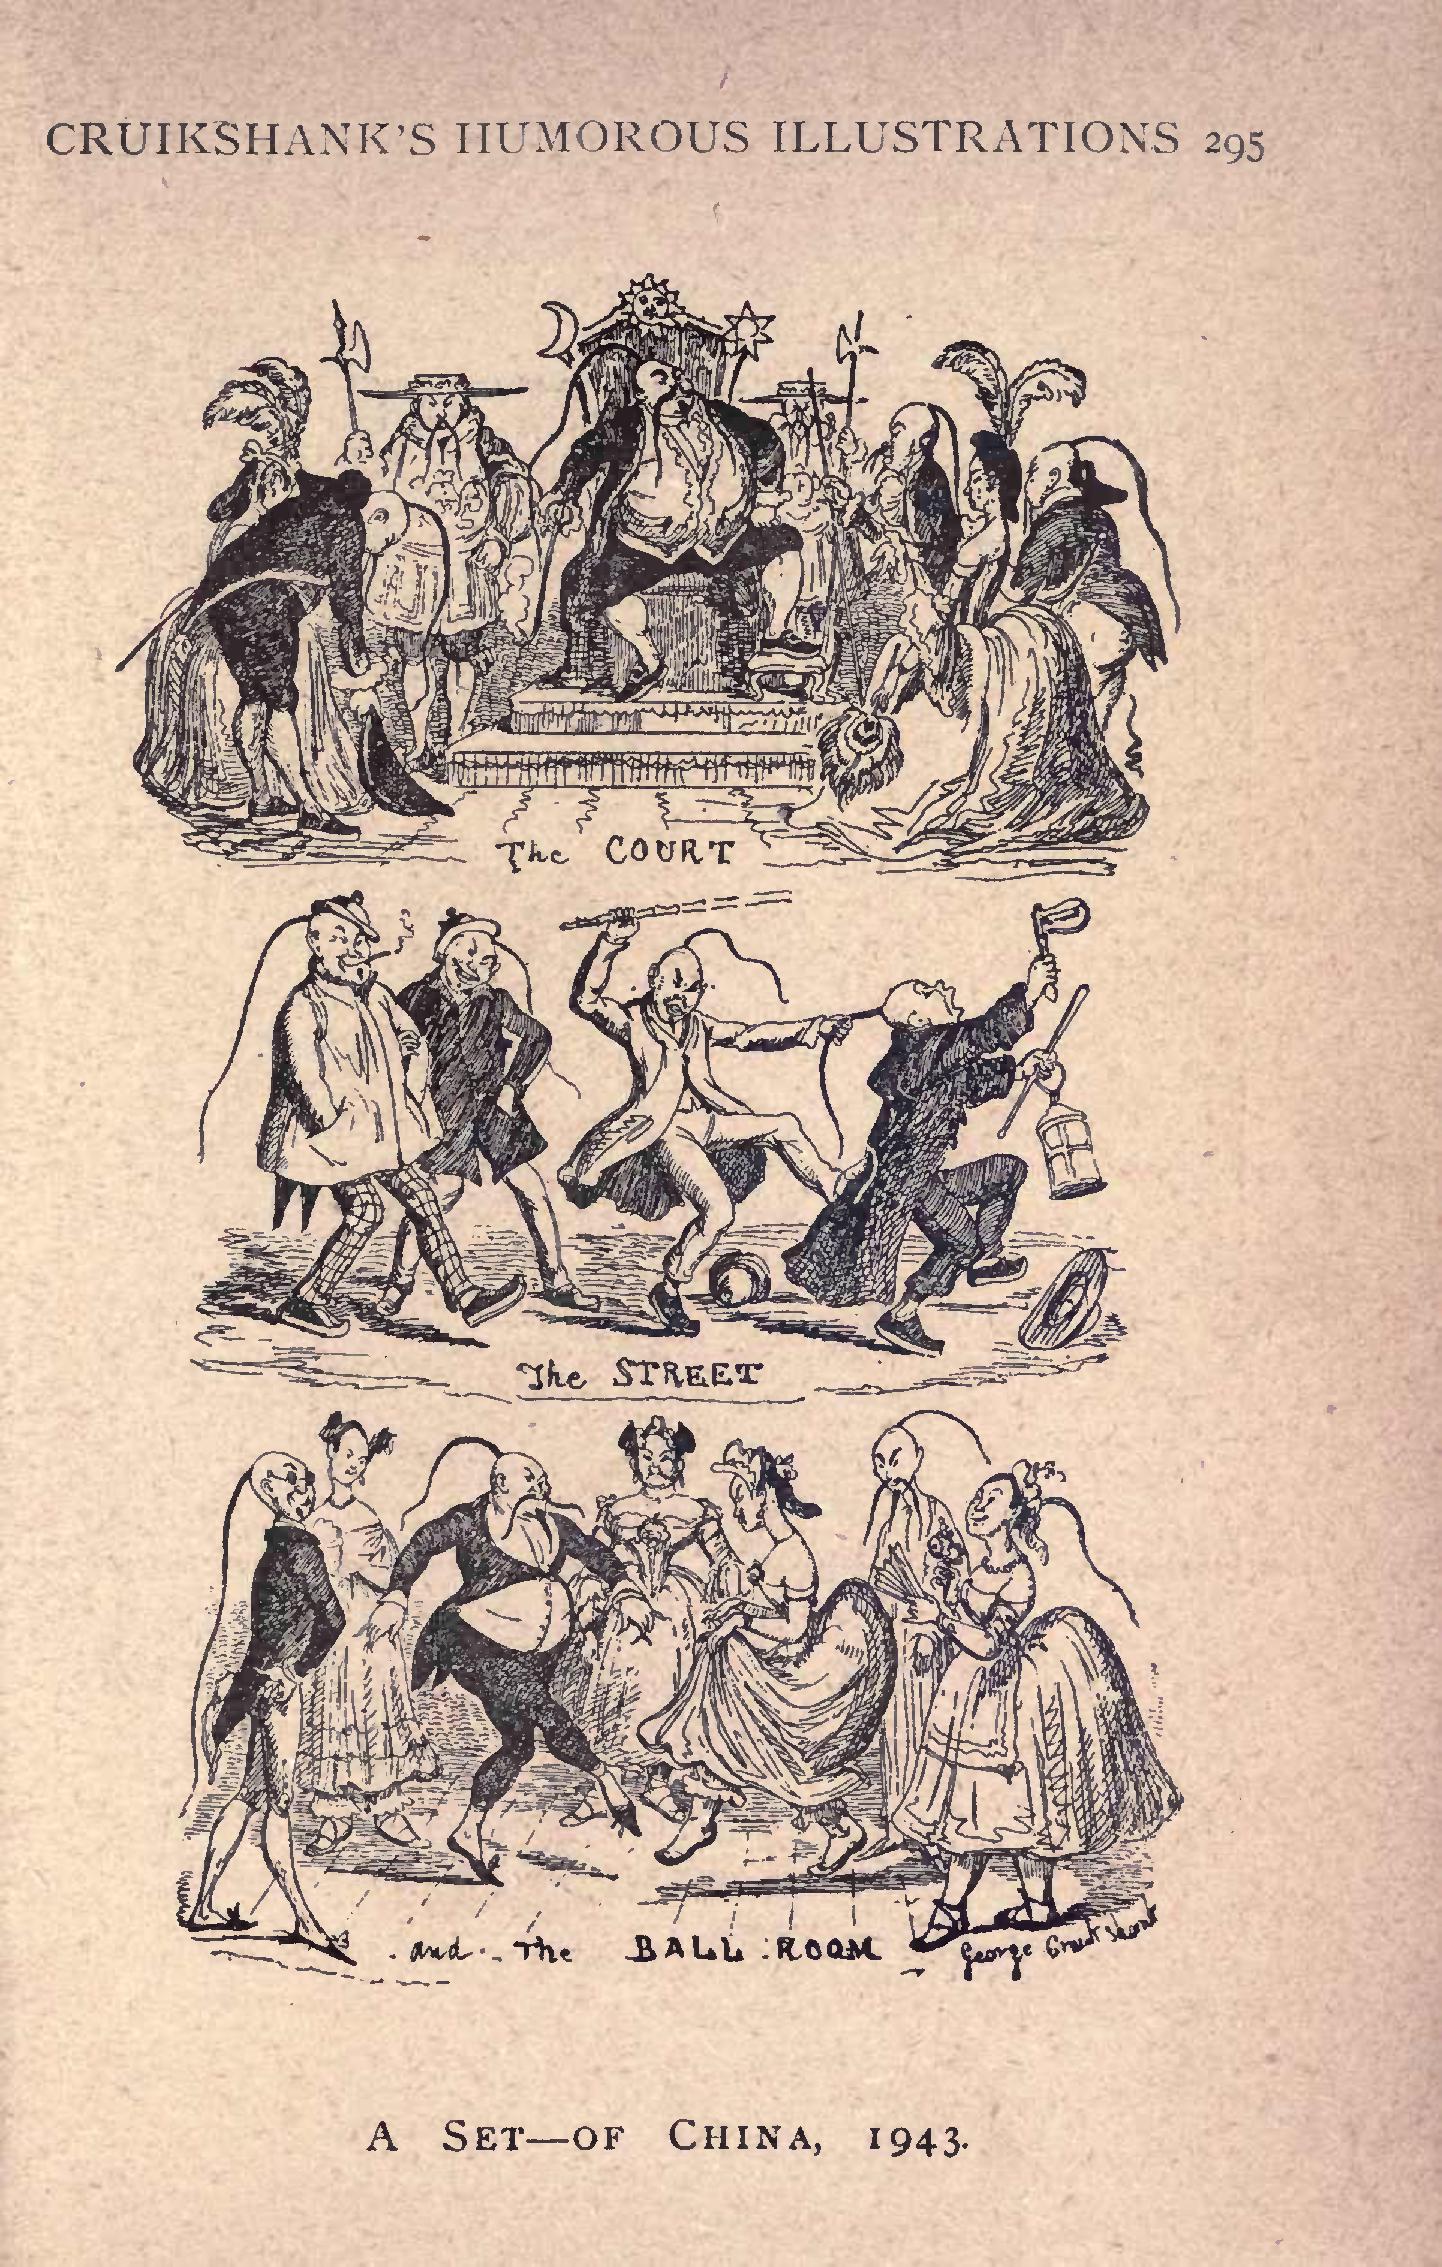 CRUIKSHANK'S HUMOROUS ILLUSTRATIONS 295
The COURT
The STREET
and the BALL ROOM
George Cruikshank
A SET—OF CHINA, 1943.